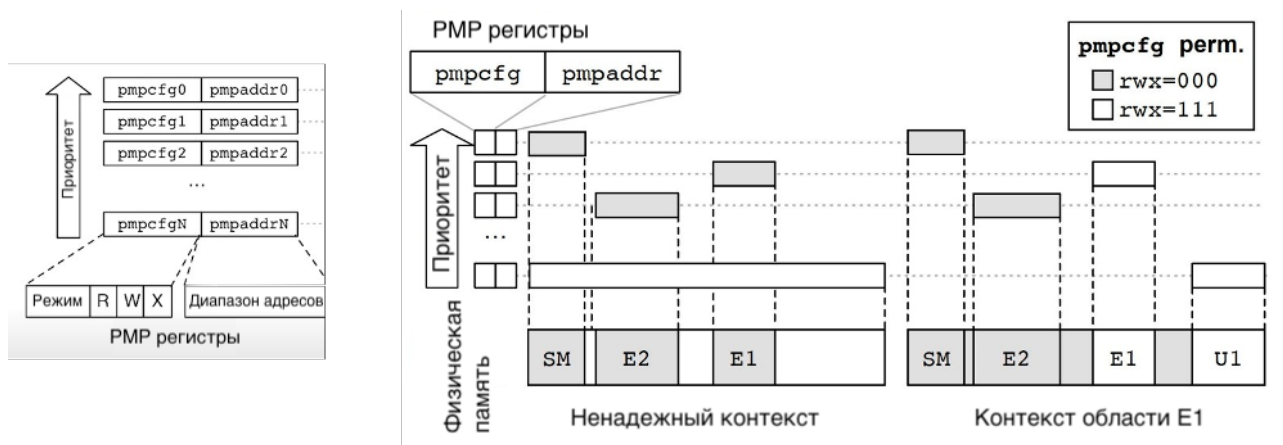 Приоритет
pmpcfg0 pmpaddr0
pmpcfg1 pmpaddr1
pmpcfg2 pmpaddr2
...
pmpcfgN pmpaddrN
Режим R W X Диапазон адресов
PMP регистры
PMP регистры
pmpcfg pmpaddr
pmpcfg perm.
rwx=000
rwx=111
Приоритет
...
Физическая
память
SM E2 E1
SM E2 E1 U1
Ненадежный контекст
Контекст области E1